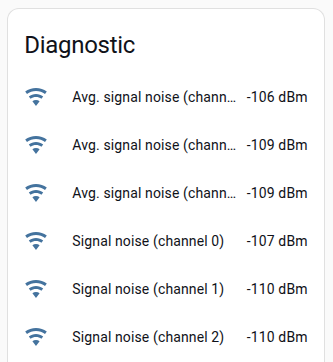 Diagnostic
Avg. signal noise (chann… -106 dBm
Avg. signal noise (chann… -109 dBm
Avg. signal noise (chann… -109 dBm
Signal noise (channel 0) -107 dBm
Signal noise (channel 1) -110 dBm
Signal noise (channel 2) -110 dBm